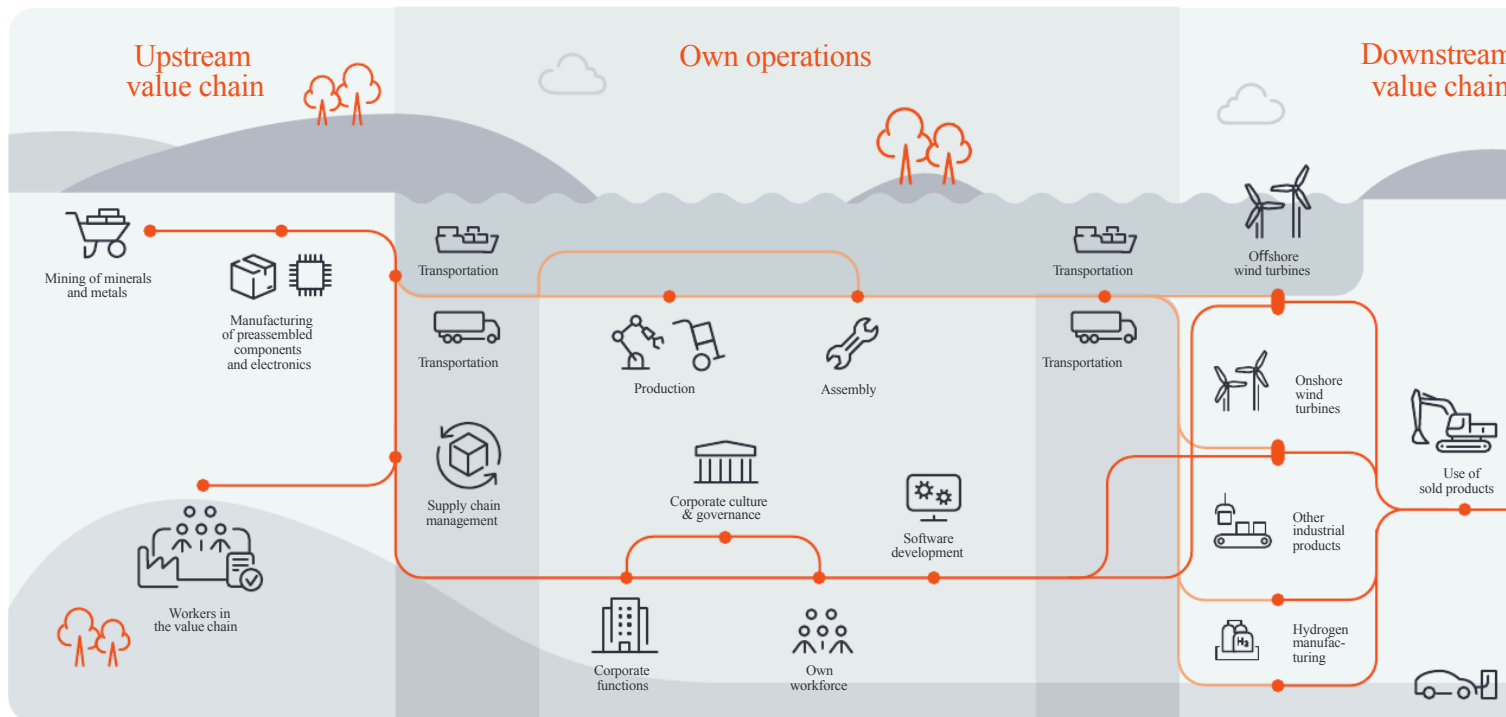 Upstream
value chain
Own operations
Downstream
value chain
Mining of minerals
and metals
Manufacturing
of preassembled
components
and electronics
Transportation
Transportation
Supply chain
management
Workers in
the value chain
Production
Assembly
Corporate culture
& governance
Software
development
Corporate
functions
Own
workforce
Transportation
Transportation
Offshore
wind turbines
Onshore
wind
turbines
Other
industrial
products
H₂
Hydrogen
manufac-
turing
Use of
sold products